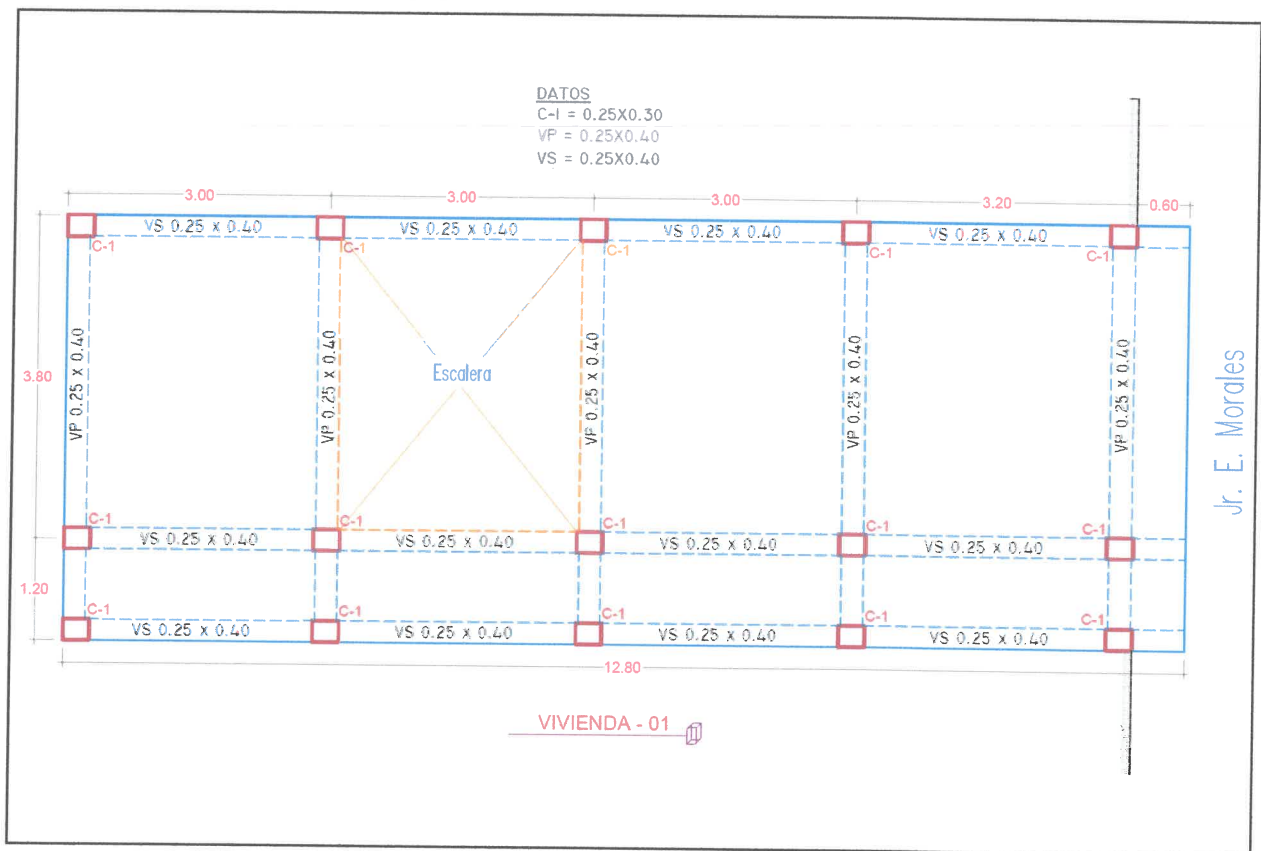 DATOS
C-1 = 0.25X0.30
VP = 0.25X0.40
VS = 0.25X0.40
3.00
3.00
3.00
3.20
0.60
VS 0.25 x 0.40
VS 0.25 x 0.40
VS 0.25 x 0.40
VS 0.25 x 0.40
C-1
C-1
C-1
C-1
C-1
3.80
VP 0.25 x 0.40
VP 0.25 x 0.40
Escalera
VP 0.25 x 0.40
VP 0.25 x 0.40
VP 0.25 x 0.40
Jr. E. Morales
C-1
C-1
C-1
C-1
C-1
VS 0.25 x 0.40
VS 0.25 x 0.40
VS 0.25 x 0.40
VS 0.25 x 0.40
1.20
C-1
C-1
C-1
C-1
C-1
VS 0.25 x 0.40
VS 0.25 x 0.40
VS 0.25 x 0.40
VS 0.25 x 0.40
12.80
VIVIENDA - 01